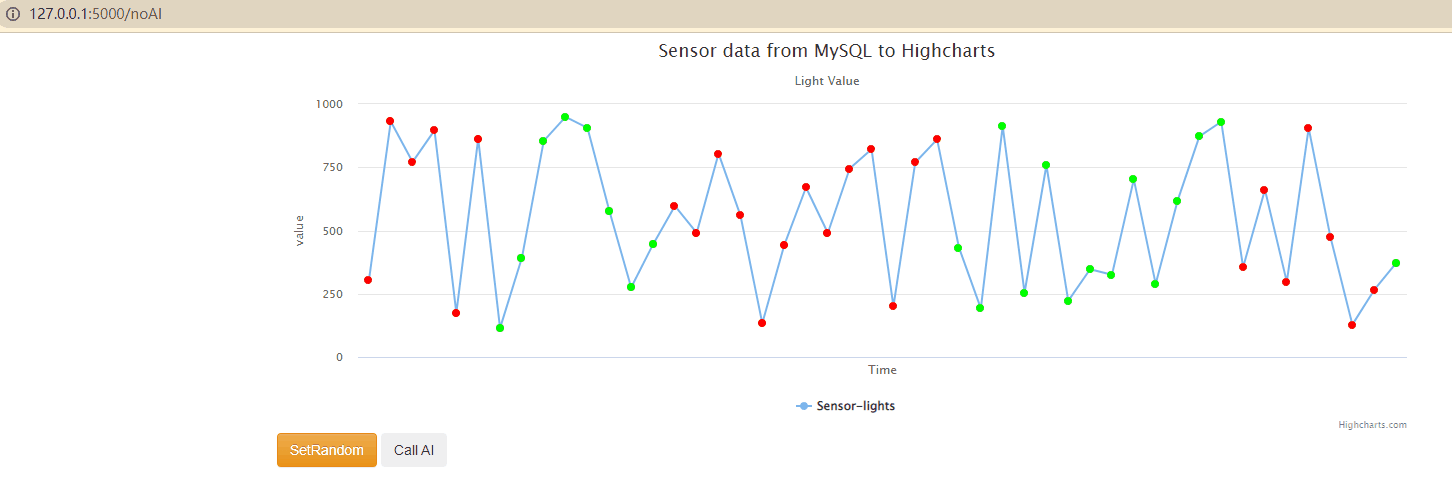 127.0.0.1:5000/noAI
Sensor data from MySQL to Highcharts
Light Value
1000
750
500
250
0
value
Time
Sensor-lights
Highcharts.com
SetRandom Call AI